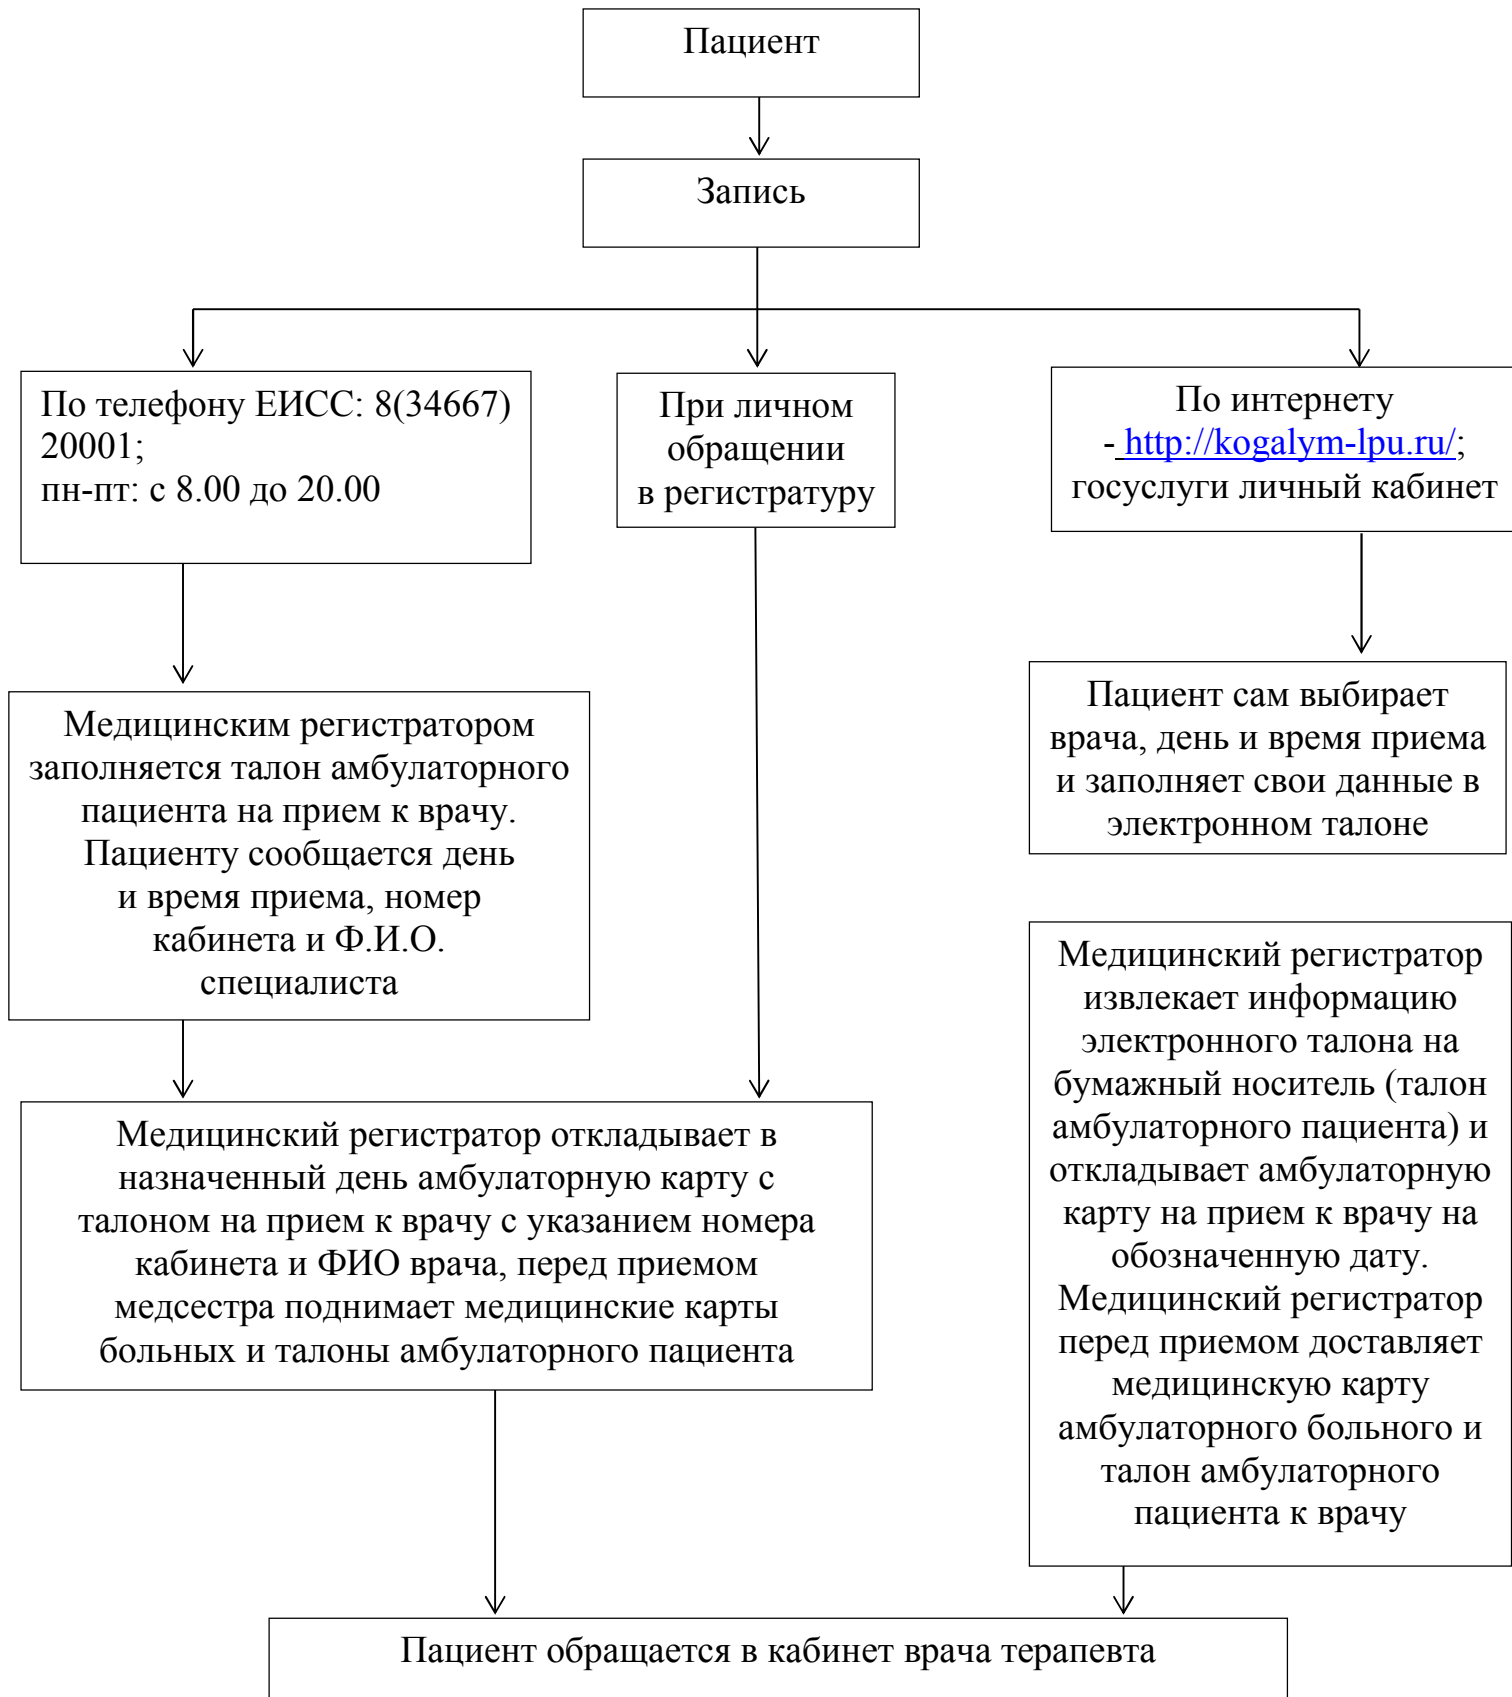 Пациент
Запись
По телефону ЕИСС: 8(34667)
20001;
пн-пт: с 8.00 до 20.00
При личном
обращении
в регистратуру
По интернету
- http://kogalym-lpu.ru/;
госуслуги личный кабинет
Медицинским регистратором
заполняется талон амбулаторного
пациента на прием к врачу.
Пациенту сообщается день
и время приема, номер
кабинета и Ф.И.О.
специалиста
Пациент сам выбирает
врача, день и время приема
и заполняет свои данные в
электронном талоне
Медицинский регистратор откладывает в
назначенный день амбулаторную карту с
талоном на прием к врачу с указанием номера
кабинета и ФИО врача, перед приемом
медсестра поднимает медицинские карты
больных и талоны амбулаторного пациента
Медицинский регистратор
извлекает информацию
электронного талона на
бумажный носитель (талон
амбулаторного пациента) и
откладывает амбулаторную
карту на прием к врачу на
обозначенную дату.
Медицинский регистратор
перед приемом доставляет
медицинскую карту
амбулаторного больного и
талон амбулаторного
пациента к врачу
Пациент обращается в кабинет врача терапевта